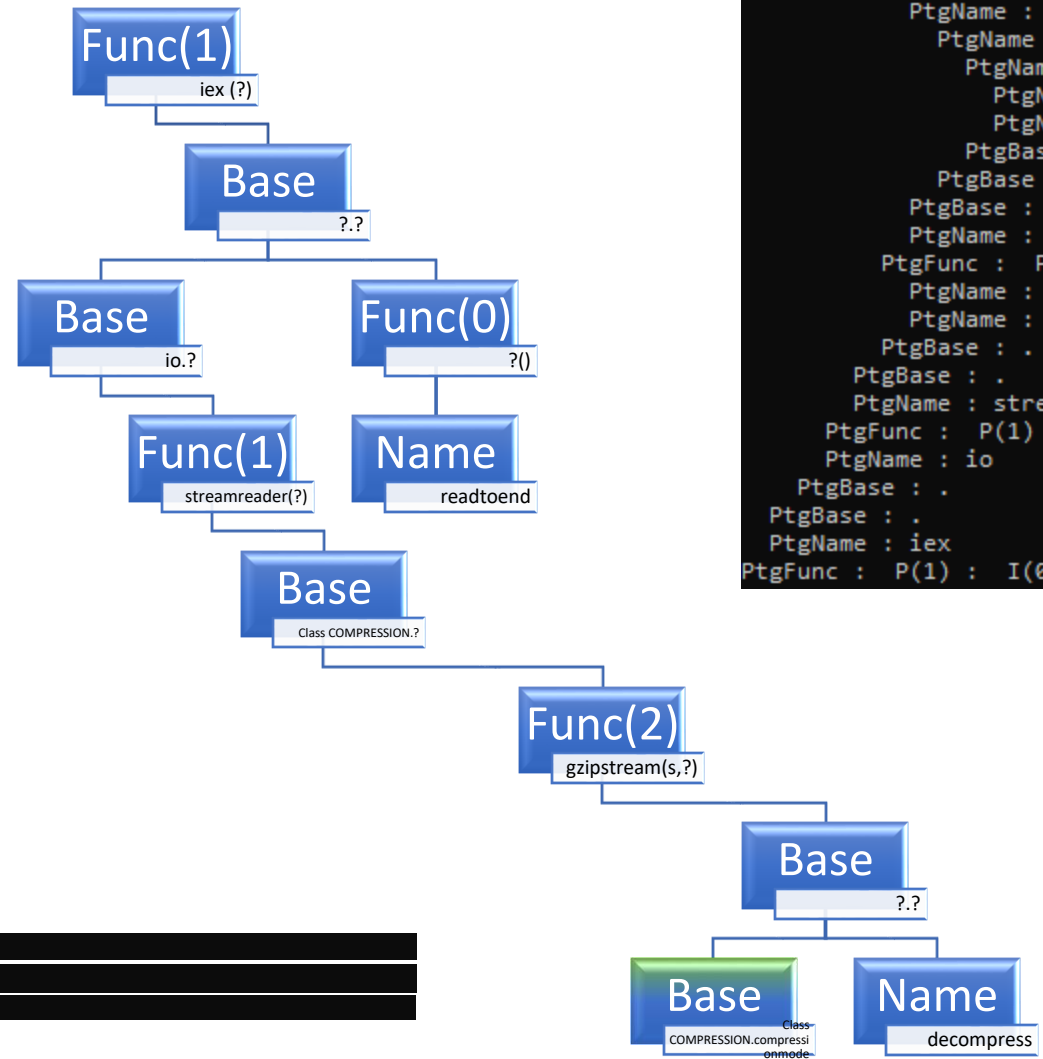 Func(1)
iex (?)
Base
?.?
Base
io.?
Func(0)
?()
Func(1)
streamreader(?)
Name
readtoend
Base
Class COMPRESSION.?
Func(2)
gzipstream(s,?)
Base
?.?
Base
Class
COMPRESSION.compressi
onmode
Name
decompress
PtgName :
PtgName
PtgBase
PtgBase :
PtgName :
PtgFunc :
PtgName :
PtgName :
PtgBase : .
PtgBase : .
PtgName :
PtgFunc : P(1)
PtgName : io
PtgBase : .
PtgBase : .
PtgName : iex
PtgFunc : P(1) :